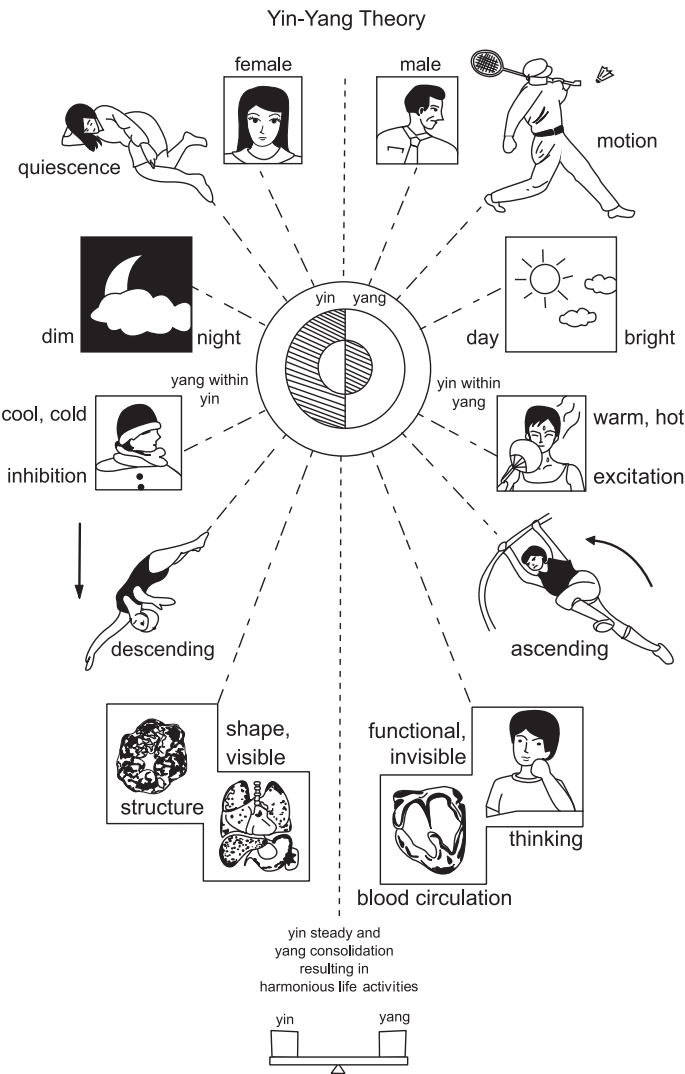 Yin-Yang Theory
female
male
quiescence
motion
yin
yang
dim
night
day
bright
yang within
yin
yin within
yang
cool, cold
inhibition
warm, hot
excitation
descending
ascending
shape,
visible
structure
functional,
invisible
thinking
blood circulation
yin steady and
yang consolidation
resulting in
harmonious life activities
yin
yang